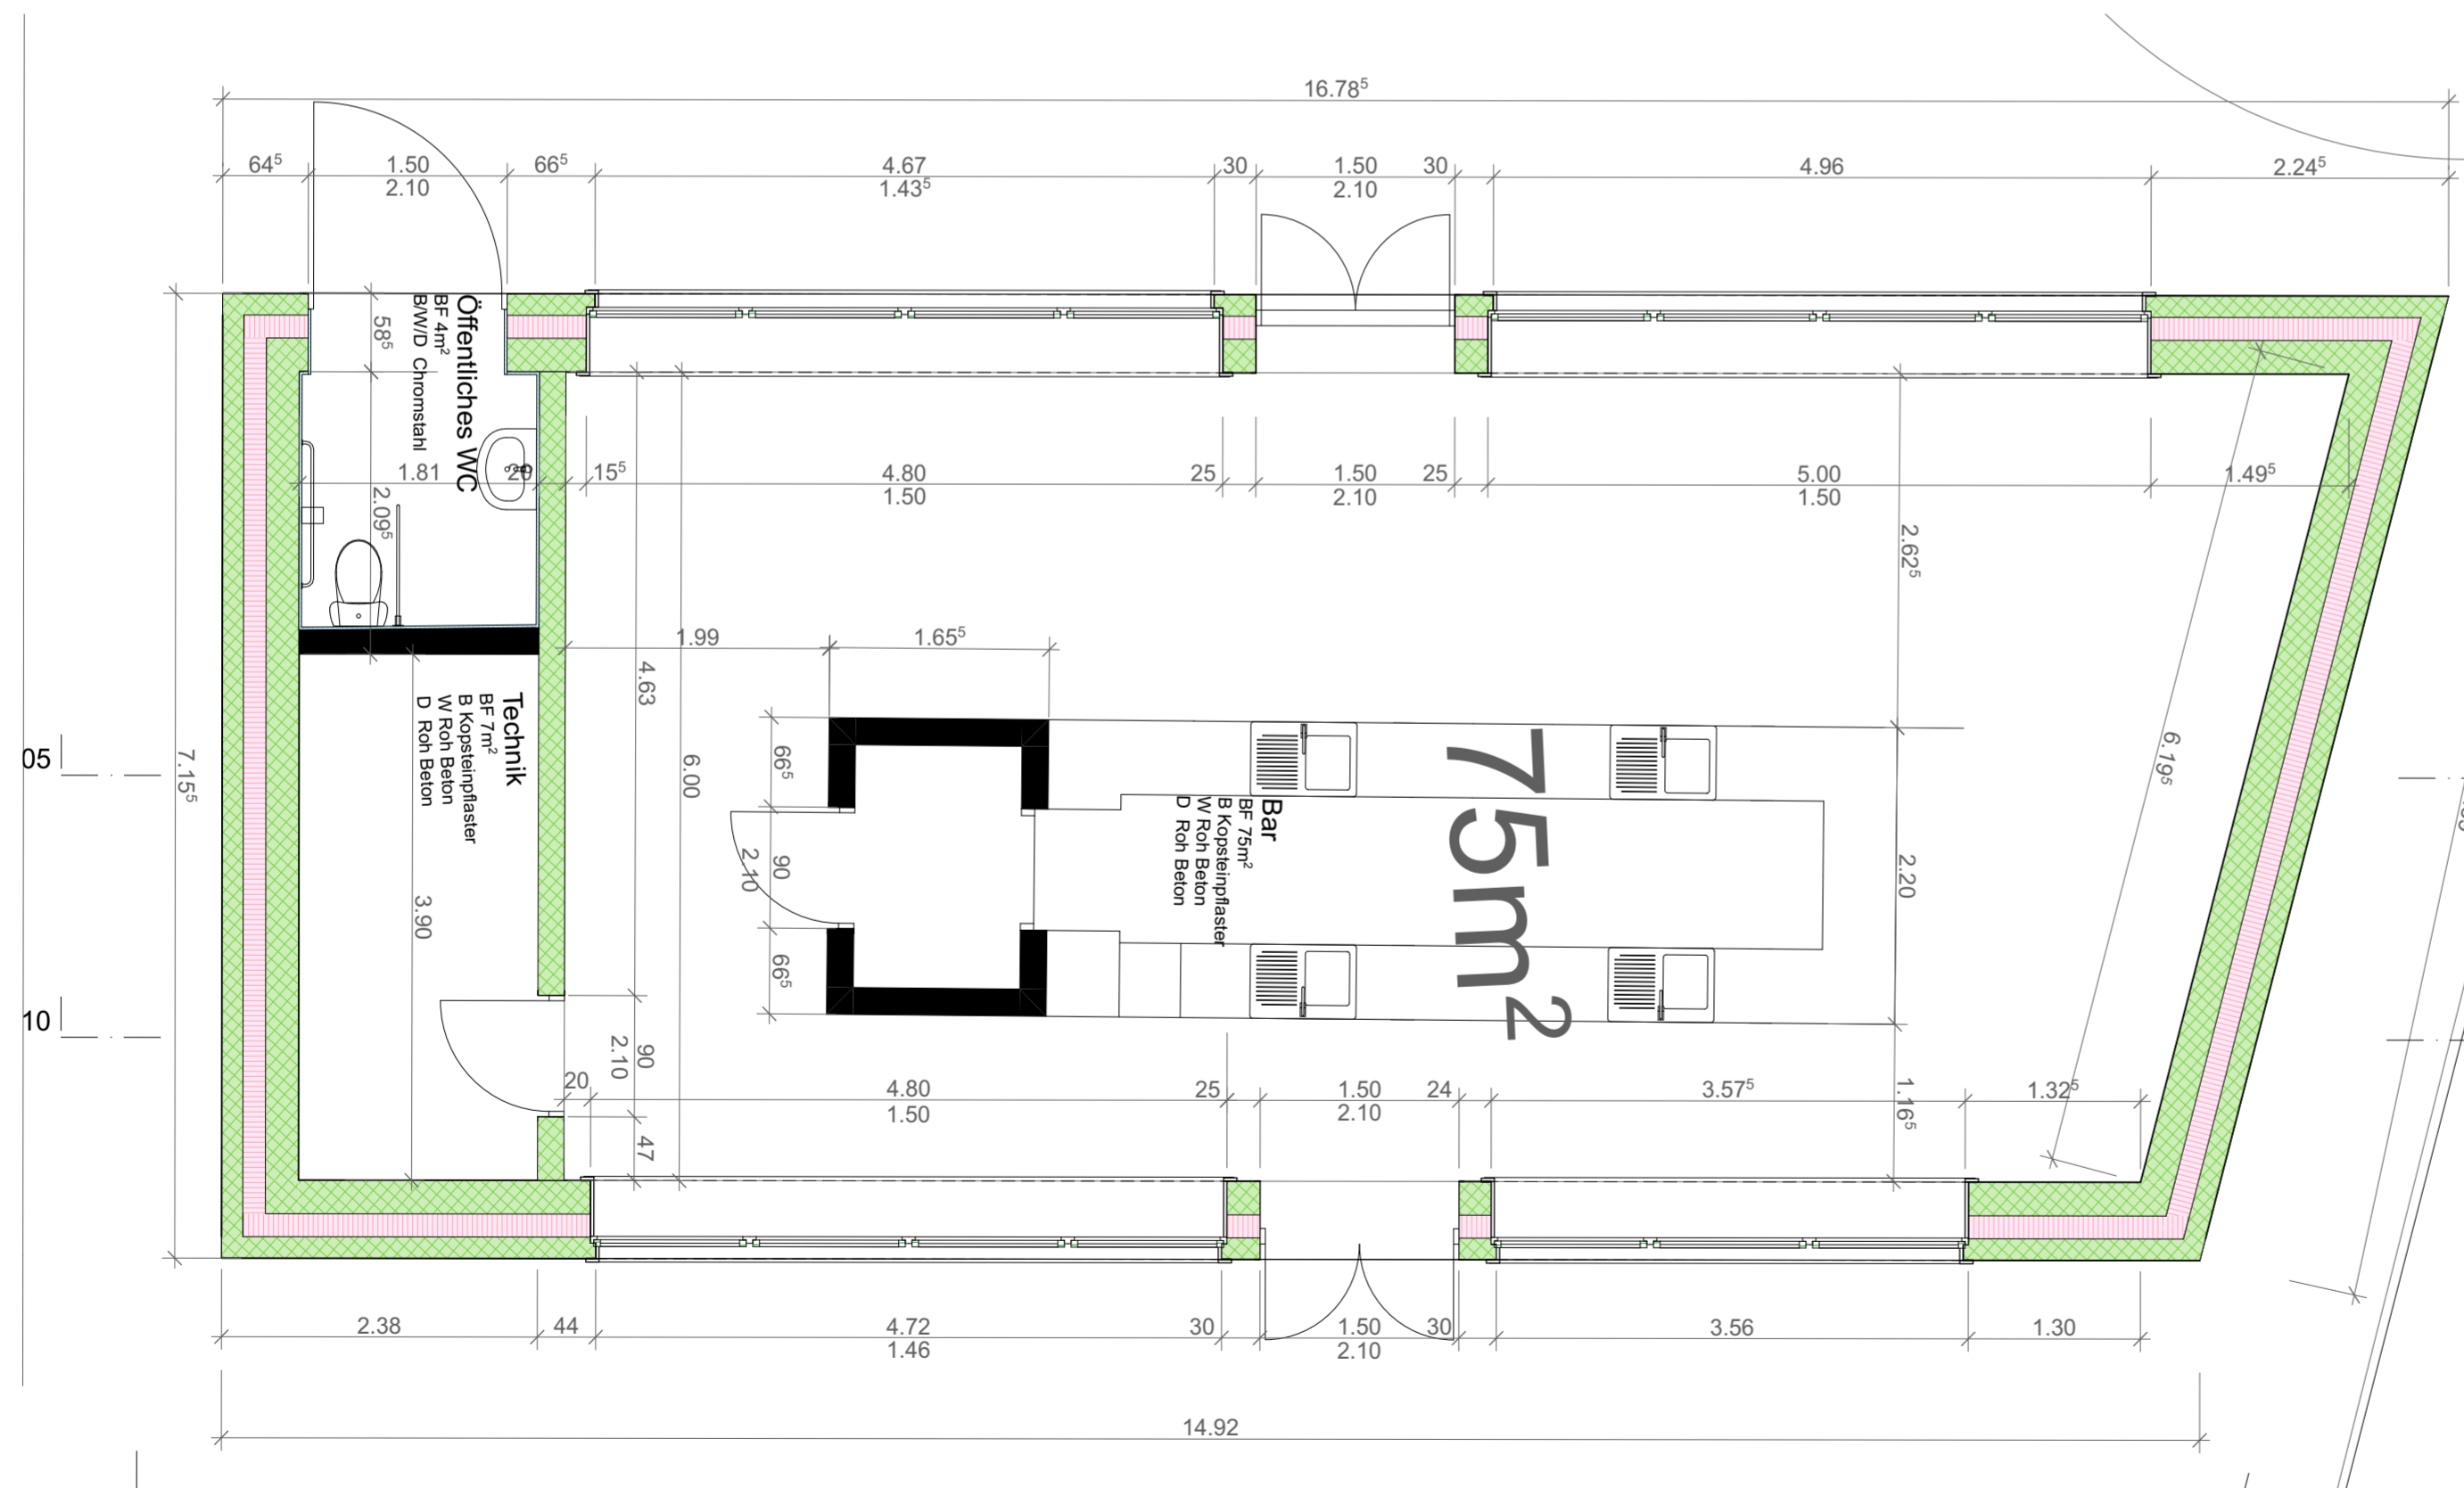 16.78⁵
64⁵ 1.50 66⁵ 4.67 30 1.50 30 4.96 2.24⁵
2.10 1.43⁵ 2.10
Öffentliches WC
BF 4m²
B/W/D Chromstahl
58⁵
2.09⁵
1.81 20 15⁵ 4.80 25 1.50 25 5.00 1.49⁵
1.50 2.10 1.50
2.62⁵
1.99 1.65⁵
4.63
6.00
7.15⁵
Technik
BF 7m²
B Kopsteinpflaster
W Roh Beton
D Roh Beton
3.90
66⁵
90
2.10
66⁵
Bar
BF 75m²
B Kopsteinpflaster
W Roh Beton
D Roh Beton
75m²
2.20
6.19⁵
05
10
90
2.10
47
1.16⁵
20 4.80 25 1.50 24 3.57⁵ 1.32⁵
1.50 2.10
2.38 44 4.72 30 1.50 30 3.56 1.30
1.46 2.10
14.92